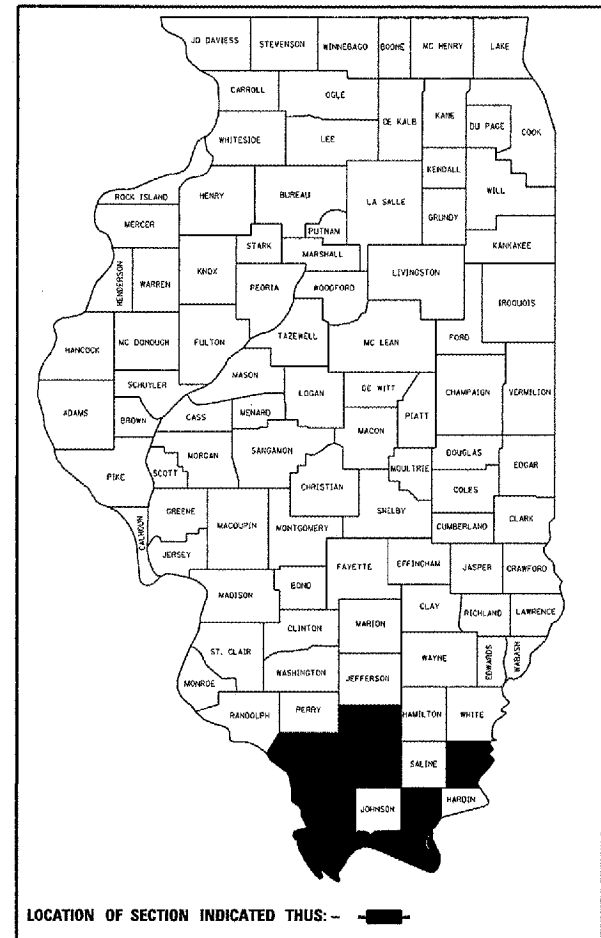 JO DAVIESS STEVENSON WINNEBAGO BOONE MC HENRY LAKE
CARROLL OGLE DE KALB KANE DU PAGE COOK
WHITESIDE LEE
KENDALL WILL
ROCK ISLAND HENRY BUREAU LA SALLE GRUNDY
MERCER PUTNAM
STARK MARSHALL KANKAKEE
HENDERSON WARREN KNOX PEORIA WOODFORD LIVINGSTON IROQUOIS
HANCOCK MC DONOUGH FULTON TAZEWELL MC LEAN FORD
SCHUYLER MASON LOGAN DE WITT CHAMPAIGN VERMILION
ADAMS BROWN CASS MENARD MACON PIATT
PIKE SCOTT MORGAN SANGAMON CHRISTIAN MOULTRIE DOUGLAS EDGAR
CALHOUN GREENE MACOUPIN MONTGOMERY SHELBY COLES
JERSEY CUMBERLAND CLARK
MADISON BOND FAYETTE EFFINGHAM JASPER CRAWFORD
CLINTON MARION CLAY RICHLAND LAWRENCE
ST. CLAIR WASHINGTON JEFFERSON WAYNE EDWARDS WABASH
MONROE
RANDOLPH PERRY HAMILTON WHITE
SALINE
JOHNSON HARDIN
LOCATION OF SECTION INDICATED THUS: –